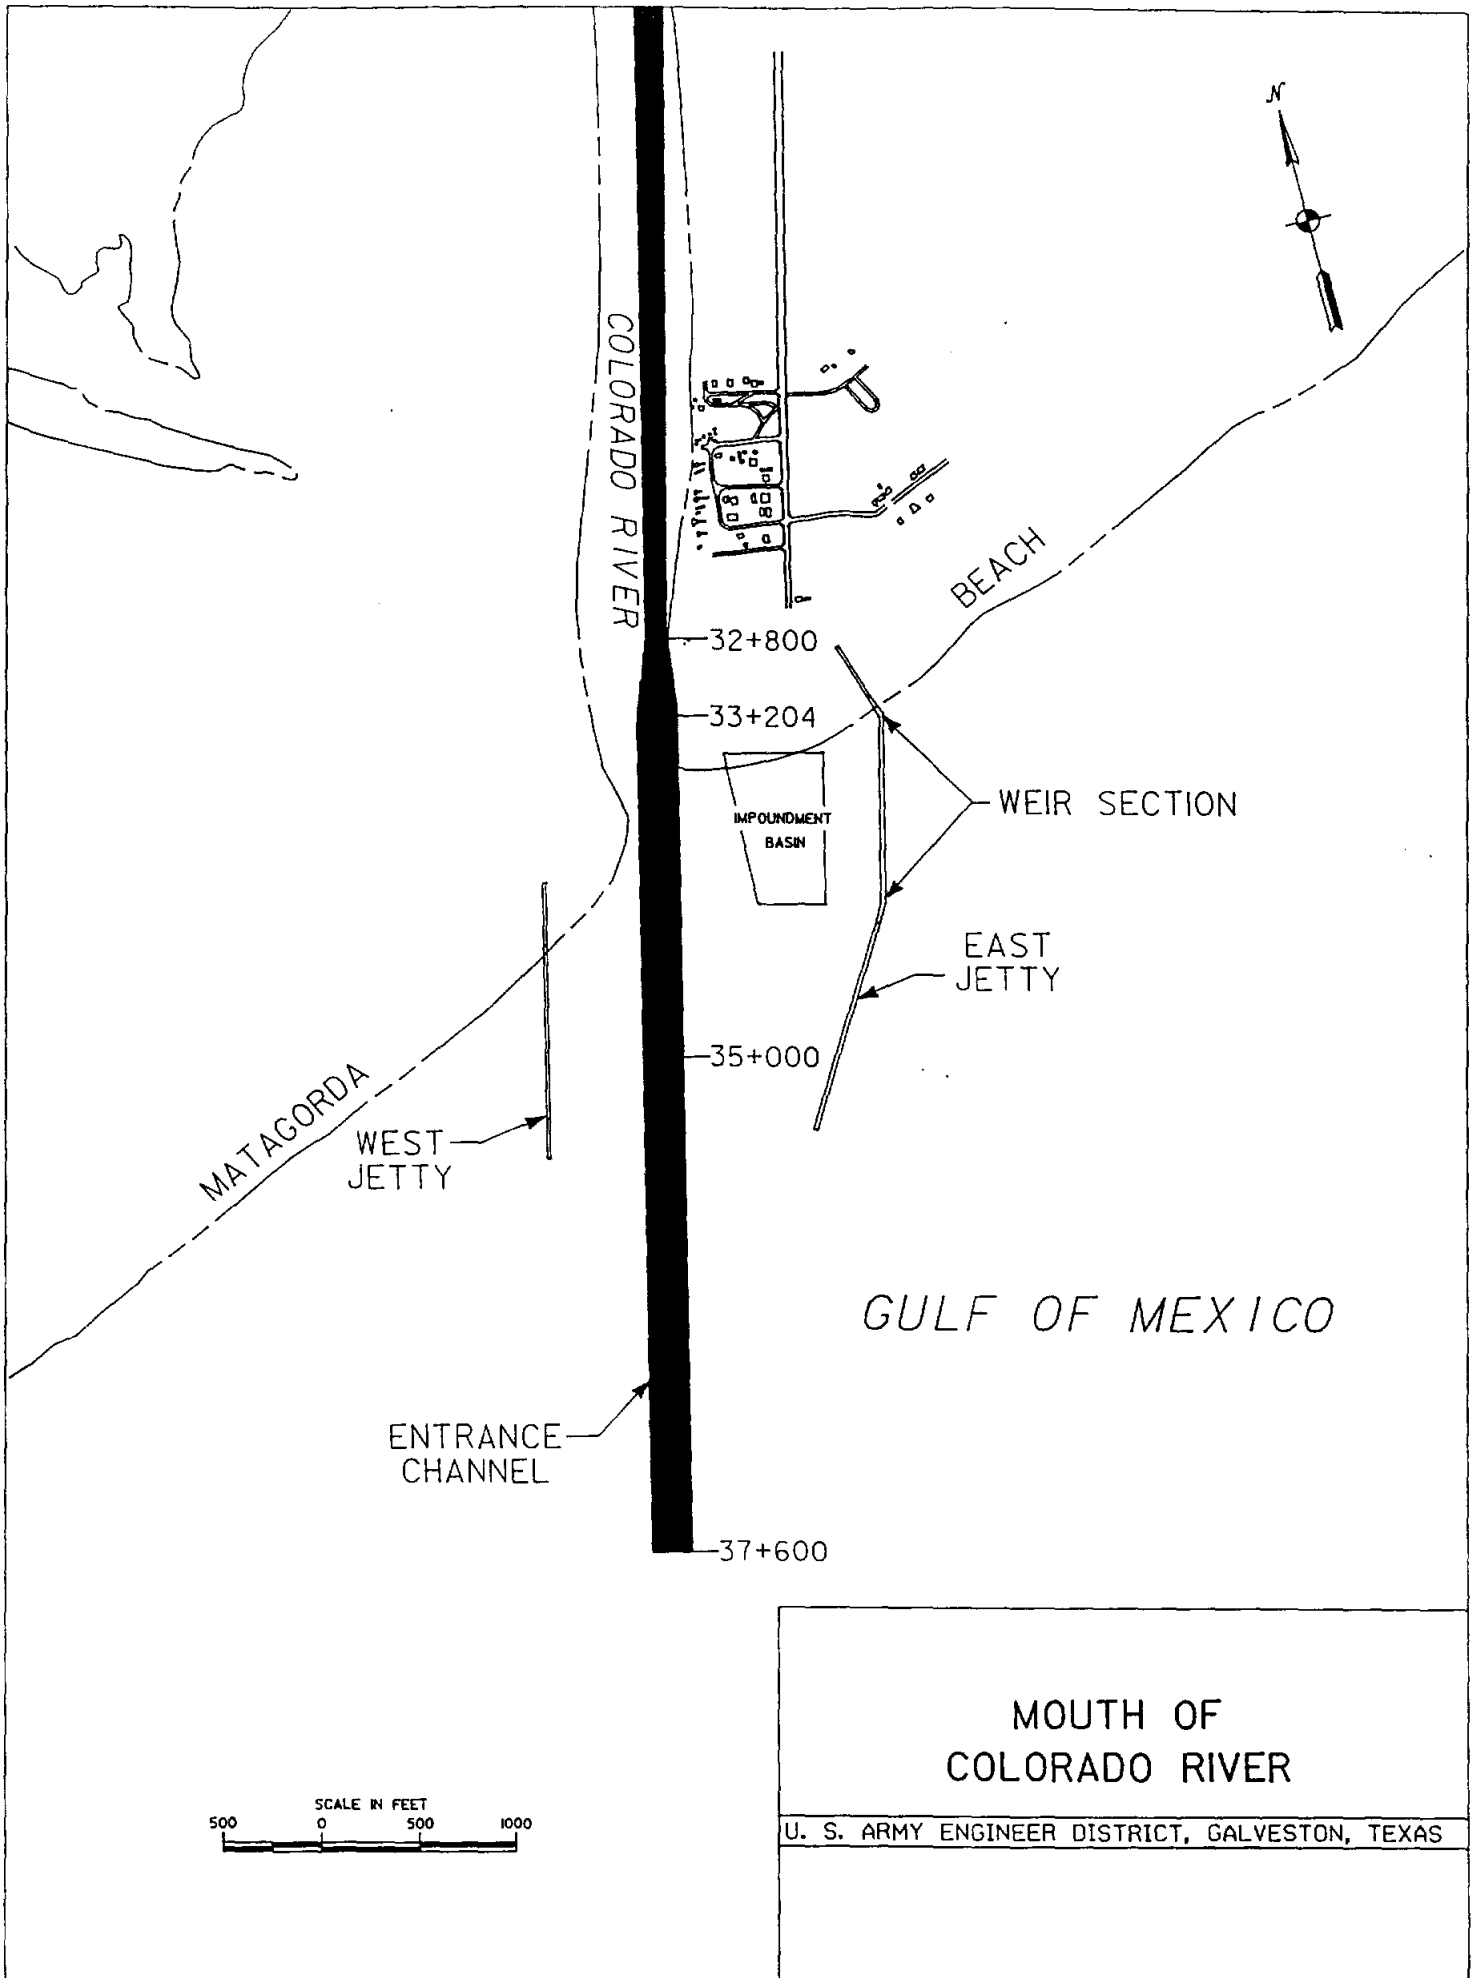 N
COLORADO RIVER
BEACH
32+800
33+204
WEIR SECTION
IMPOUNDMENT
BASIN
EAST
JETTY
35+000
MATAGORDA
WEST
JETTY
GULF OF MEXICO
ENTRANCE
CHANNEL
37+600
MOUTH OF
COLORADO RIVER
SCALE IN FEET
500 0 500 1000
U. S. ARMY ENGINEER DISTRICT, GALVESTON, TEXAS